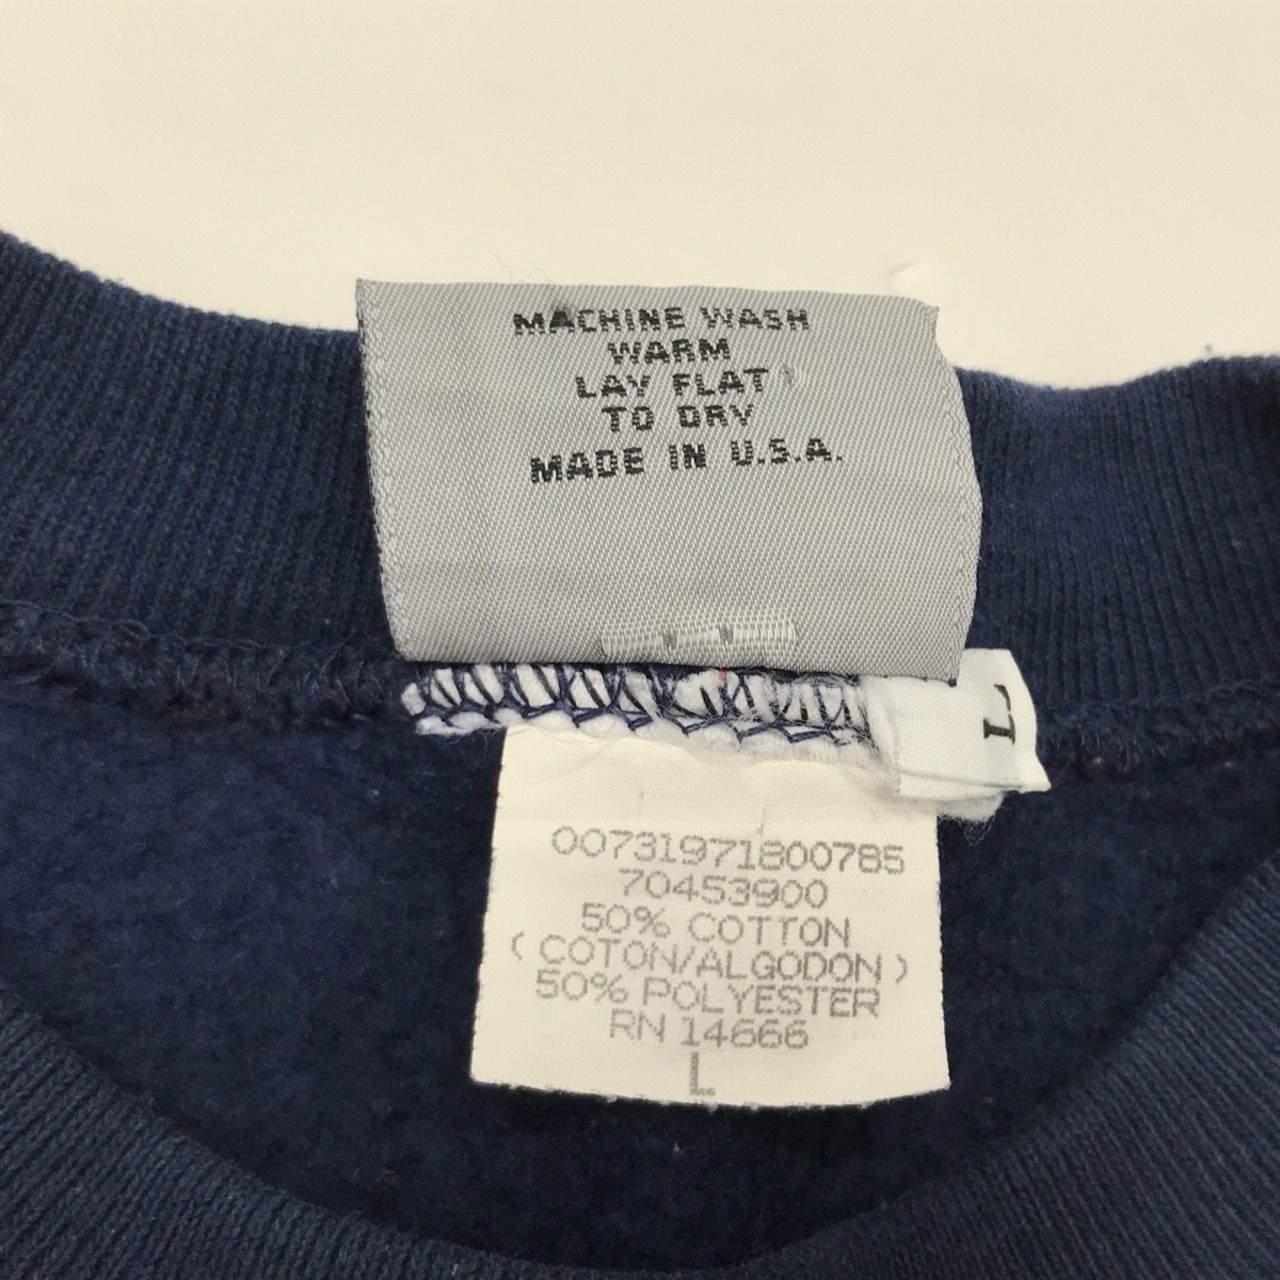 MACHINE WASH
WARM
LAY FLAT
TO DRY
MADE IN U.S.A.
L
00731971800785
70453900
50% COTTON
(COTON/ALGODON)
50% POLYESTER
RN 14666
L